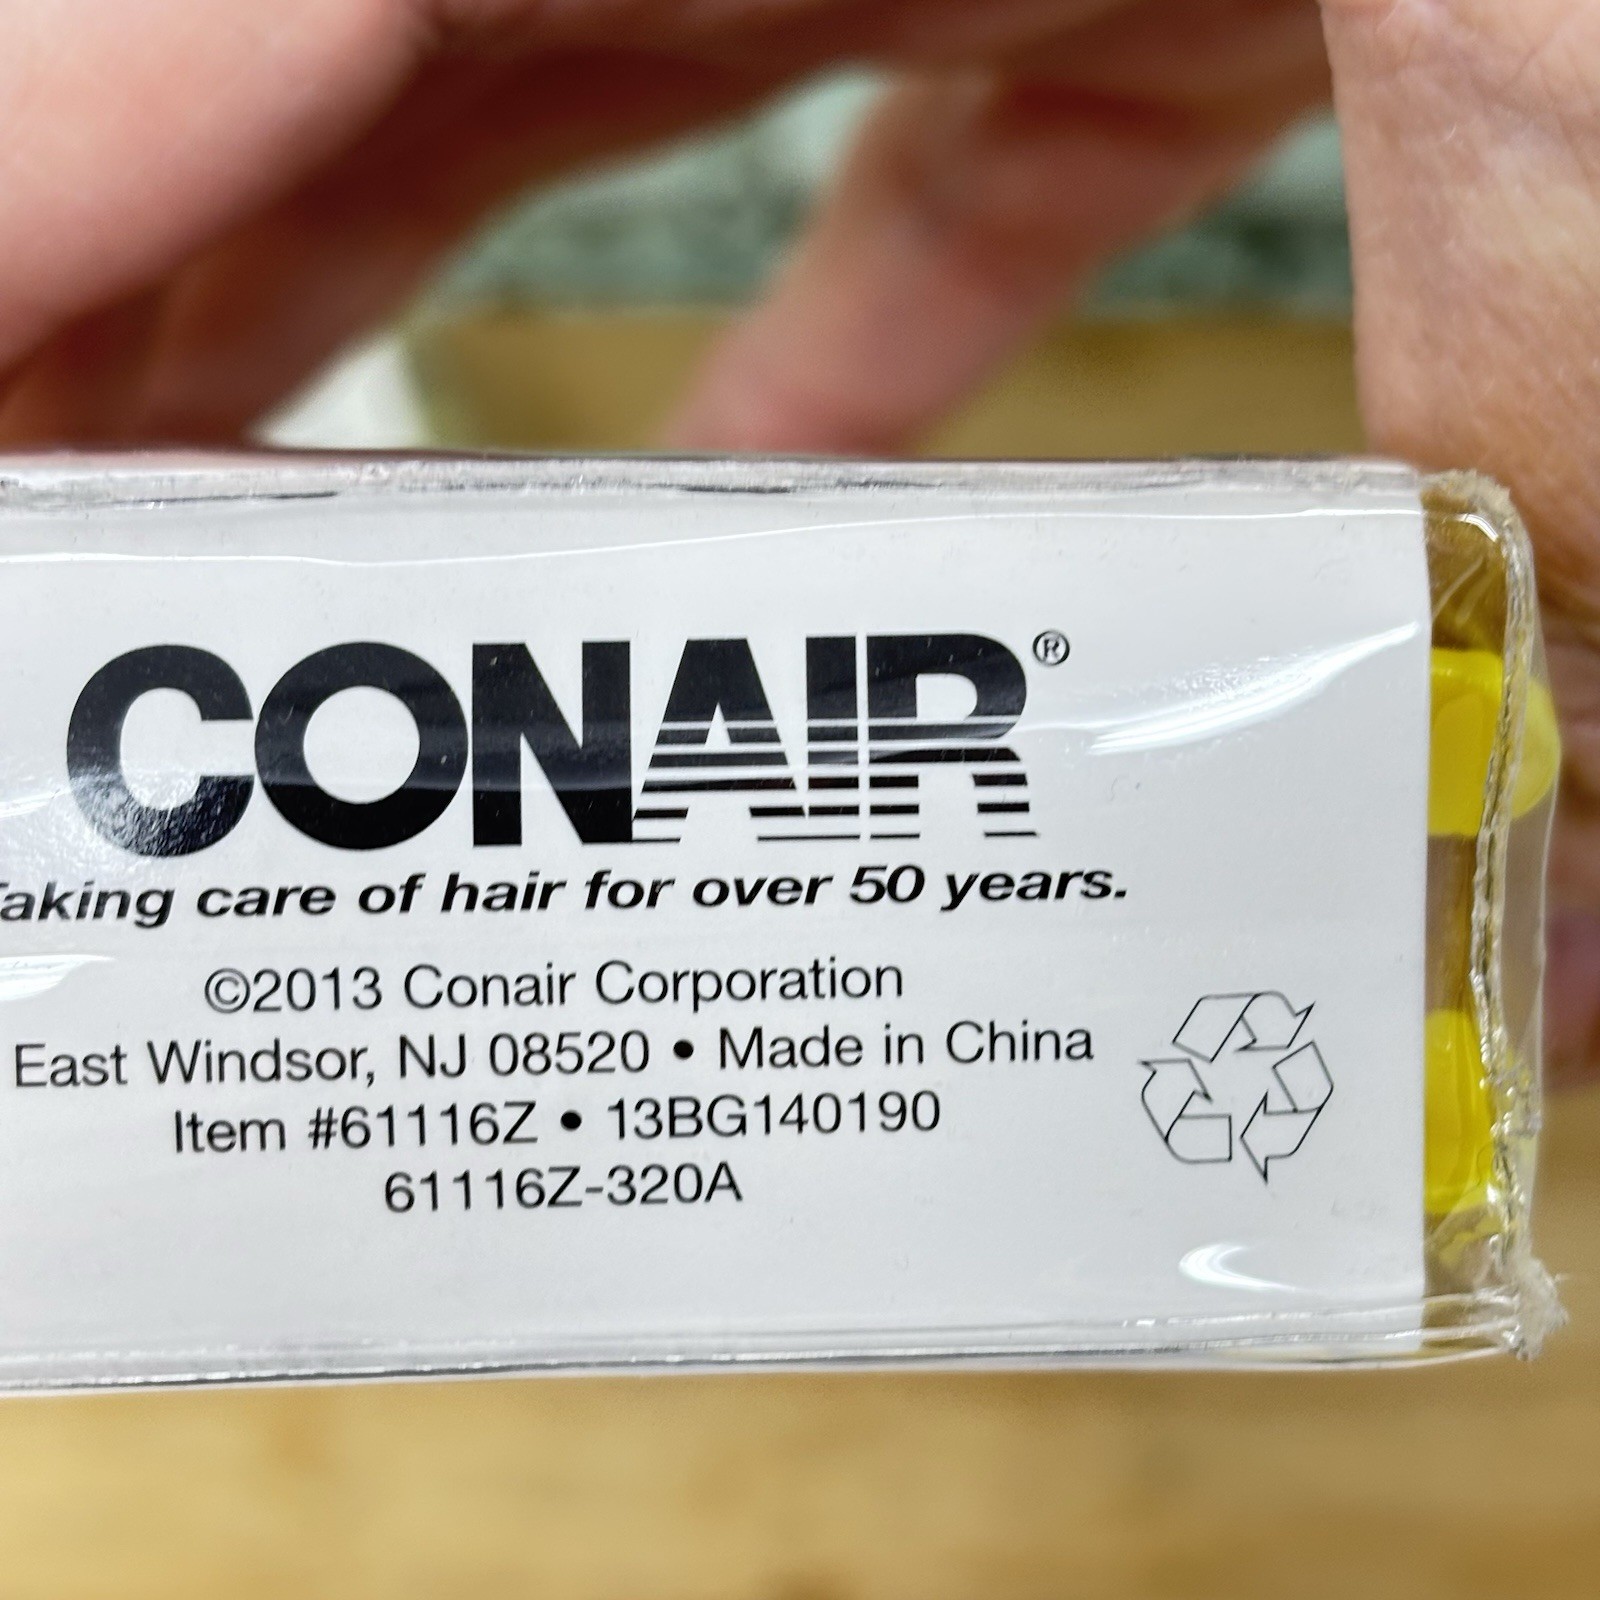 CONAIR®
Taking care of hair for over 50 years.
©2013 Conair Corporation
East Windsor, NJ 08520 • Made in China
Item #61116Z • 13BG140190
61116Z-320A